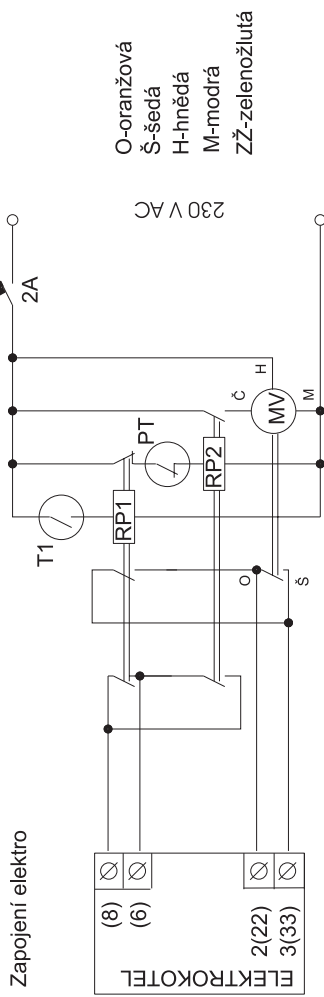 Zapojení elektro
O-oranžová
Š-šedá
H-hnědá
M-modrá
ZŽ-zelenožlutá
230 V AC
2A
T1
PT
RP1
RP2
MV
Č
H
M
O
Š
ELEKTROKOTEL
(8)
(6)
2(22)
3(33)